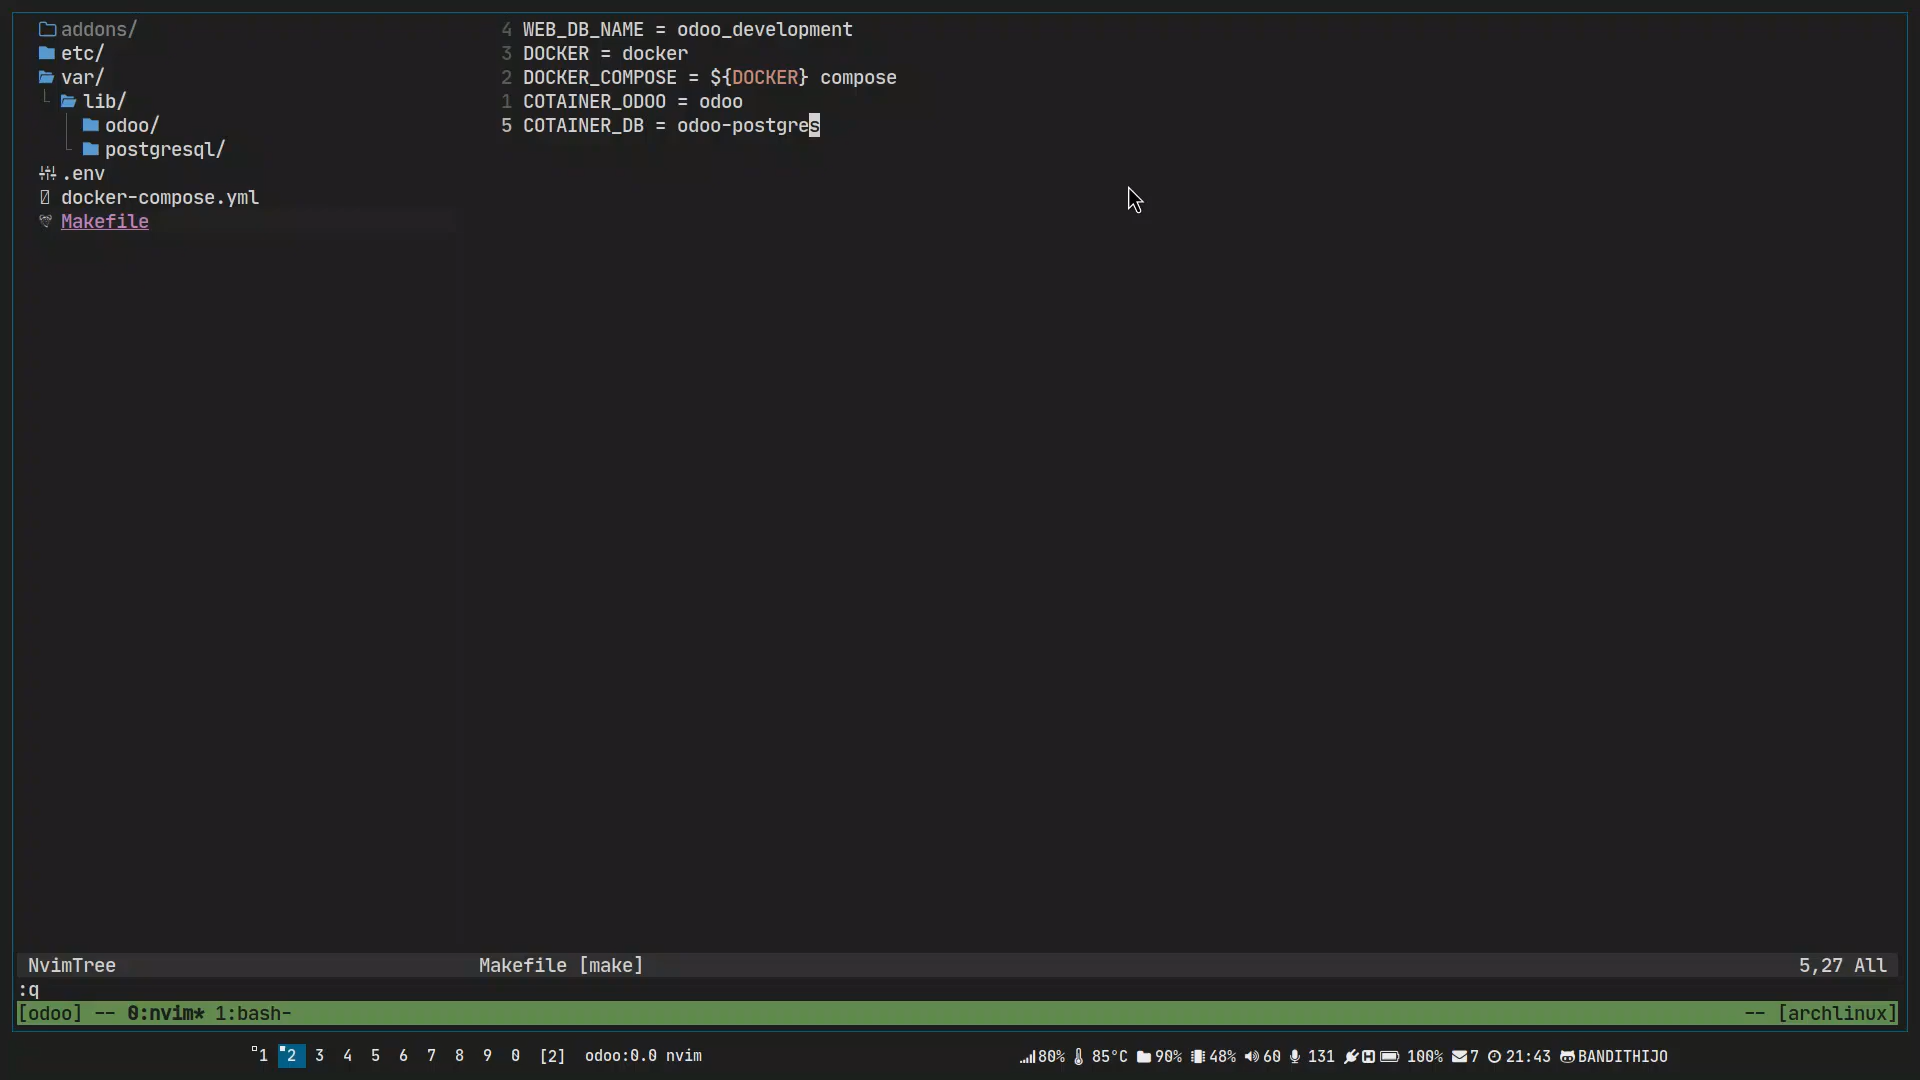 addons/
etc/
var/
lib/
odoo/
postgresql/
.env
docker-compose.yml
Makefile
4 WEB_DB_NAME = odoo_development
3 DOCKER = docker
2 DOCKER_COMPOSE = ${DOCKER} compose
1 COTAINER_ODOO = odoo
5 COTAINER_DB = odoo-postgres
NvimTree Makefile [make] 5,27 All
:q
[odoo] -- 0:nvim* 1:bash- -- [archlinux]
1 2 3 4 5 6 7 8 9 0 [2] odoo:0.0 nvim 80% 85°C 90% 48% 60 131 H 100% 7 21:43 BANDITHIJO